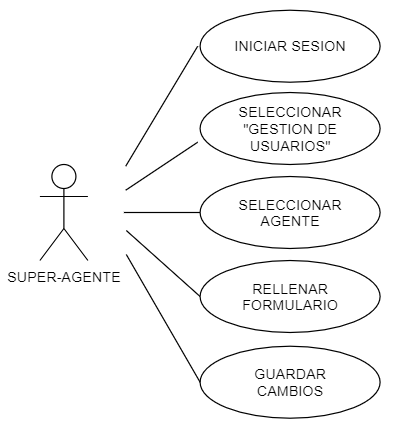 INICIAR SESION
SELECCIONAR
"GESTION DE
USUARIOS"
SELECCIONAR
AGENTE
SUPER-AGENTE
RELLENAR
FORMULARIO
GUARDAR
CAMBIOS